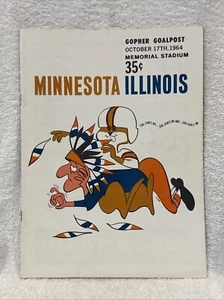 GOPHER GOALPOST
OCTOBER 17TH, 1964
MEMORIAL STADIUM
35¢
MINNESOTA ILLINOIS